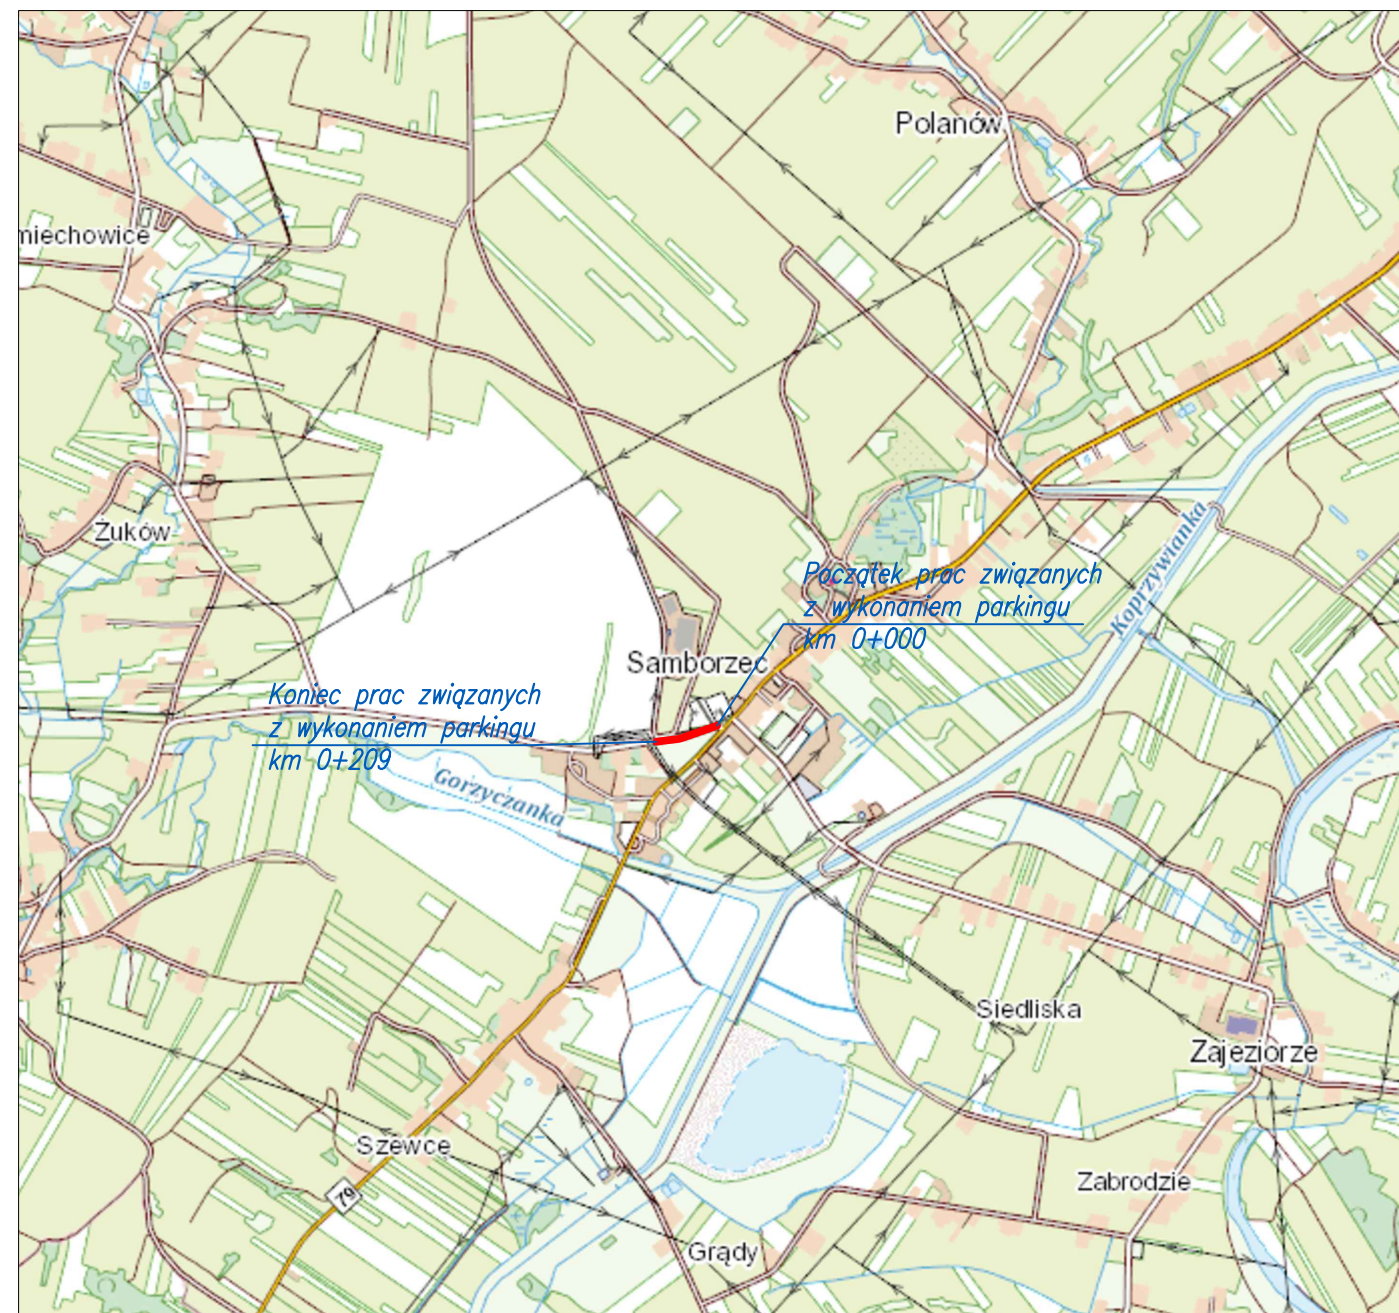 Polanów
miechowice
Żuków
Koprzywianka
Początek prac związanych
z wykonaniem parkingu
km 0+000
Samborzec
Koniec prac związanych
z wykonaniem parkingu
km 0+209
Gorzyczanka
Siedliska
Zajeziorze
Szewce
79
Zabrodzie
Grądy